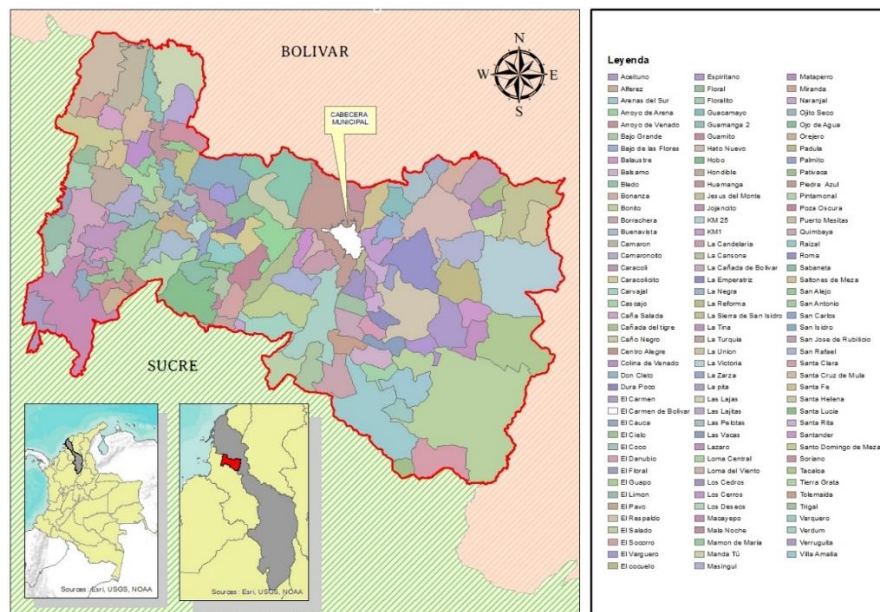 BOLIVAR
N
W
E
S
CABECERA
MUNICIPAL
SUCRE
Sources : Esri, USGS, NOAA
Sources : Esri, USGS, NOAA
Leyenda
Aceituno
Alferez
Arenas del Sur
Arroyo de Arena
Arroyo de Venado
Bajo Grande
Bajo de las Flores
Balaustre
Balsamo
Bledo
Bonanza
Bonito
Borrachera
Buenavista
Camaron
Camaroncito
Caracoli
Caracolicito
Carvajal
Cascajo
Caña Salada
Cañada del tigre
Caño Negro
Centro Alegre
Colina de Venado
Don Cleto
Dura Poco
El Carmen
El Carmen de Bolivar
El Cauca
El Cielo
El Coco
El Danubio
El Floral
El Guapo
El Limon
El Pavo
El Respaldo
El Salado
El Socorro
El Varguero
El cocuelo
Espiritano
Floral
Floralito
Guacamayo
Guamanga 2
Guamito
Hato Nuevo
Hobo
Hondible
Huamanga
Jesus del Monte
Jojancito
KM 25
KM1
La Candelaria
La Cansona
La Cañada de Bolivar
La Emperatriz
La Negra
La Reforma
La Sierra de San Isidro
La Tina
La Turquia
La Union
La Victoria
La Zarza
La pita
Las Lajas
Las Lajitas
Las Pelotas
Las Vacas
Lazaro
Loma Central
Loma del Viento
Los Cedros
Los Cerros
Los Deseos
Macayepo
Mala Noche
Mamon de Maria
Manda Tú
Masingui
Mataperro
Miranda
Naranjal
Ojito Seco
Ojo de Agua
Orejero
Padula
Palmito
Pativaca
Piedra Azul
Pintamonal
Poza Oscura
Puerto Mesitas
Quimbaya
Raizal
Roma
Sabaneta
Saltones de Meza
San Alejo
San Antonio
San Carlos
San Isidro
San Jose de Rubilicio
San Rafael
Santa Clara
Santa Cruz de Mula
Santa Fe
Santa Helena
Santa Lucia
Santa Rita
Santander
Santo Domingo de Meza
Soriano
Tacaloa
Tierra Grata
Tolemaida
Trigal
Varquero
Verdum
Verruguita
Villa Amalia